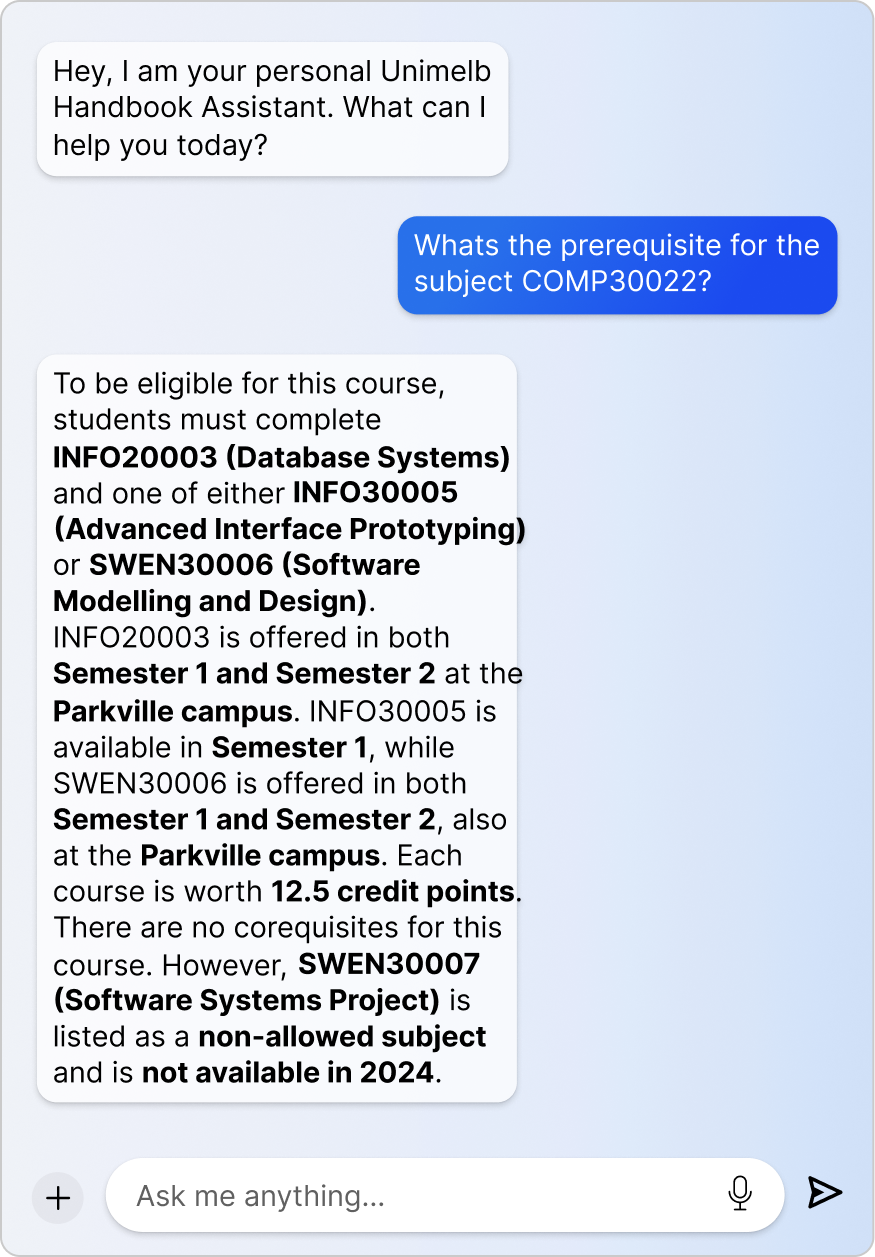 Hey, I am your personal Unimelb
Handbook Assistant. What can I
help you today?
Whats the prerequisite for the
subject COMP30022?
To be eligible for this course,
students must complete
INFO20003 (Database Systems)
and one of either INFO30005
(Advanced Interface Prototyping)
or SWEN30006 (Software
Modelling and Design).
INFO20003 is offered in both
Semester 1 and Semester 2 at the
Parkville campus. INFO30005 is
available in Semester 1, while
SWEN30006 is offered in both
Semester 1 and Semester 2, also
at the Parkville campus. Each
course is worth 12.5 credit points.
There are no corequisites for this
course. However, SWEN30007
(Software Systems Project) is
listed as a non-allowed subject
and is not available in 2024.
Ask me anything...